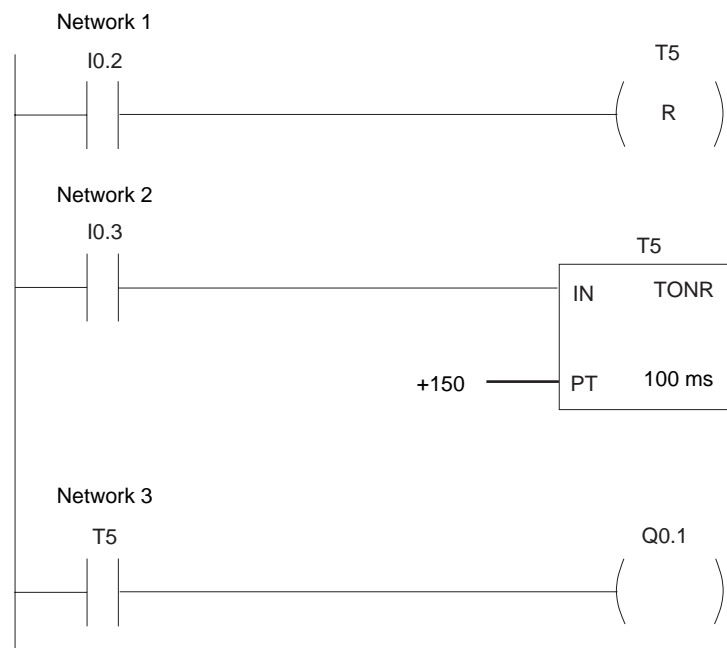 Network 1
I0.2
T5
R
Network 2
I0.3
T5
IN TONR
+150 PT 100 ms
Network 3
T5
Q0.1